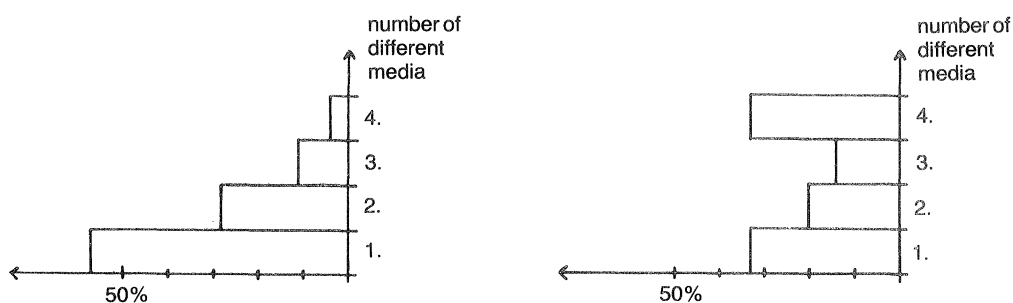 number of
different
media
4.
3.
2.
1.
50%
number of
different
media
4.
3.
2.
1.
50%